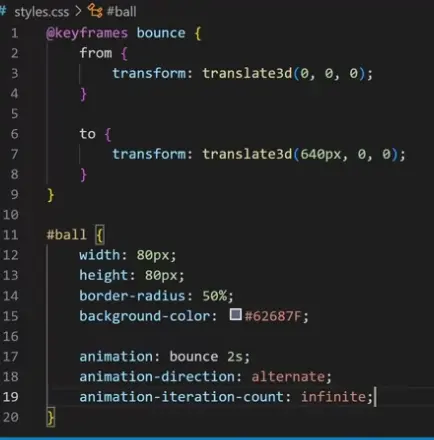 # styles.css > #ball
1 @keyframes bounce {
2 from {
3 transform: translate3d(0, 0, 0);
4 }
5
6 to {
7 transform: translate3d(640px, 0, 0);
8 }
9 }
10
11 #ball {
12 width: 80px;
13 height: 80px;
14 border-radius: 50%;
15 background-color: #62687F;
16
17 animation: bounce 2s;
18 animation-direction: alternate;
19 animation-iteration-count: infinite;
20 }